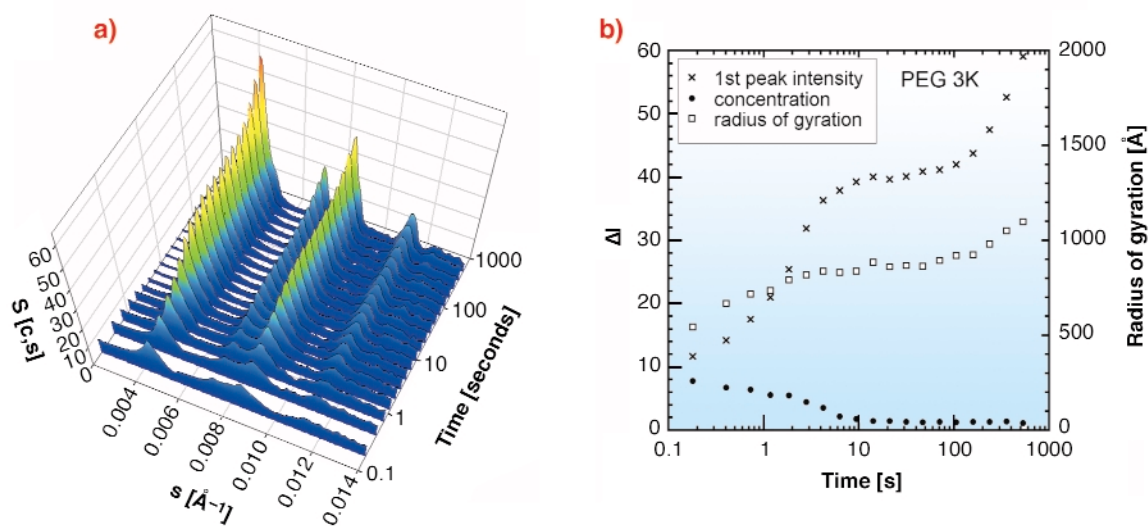 a)
S [c,s]
60
50
40
30
20
10
0
0.004
0.006
0.008
0.010
0.012
0.014
s [Å⁻¹]
0.1
1
10
100
1000
Time [seconds]
b)
60
50
40
30
20
10
0
ΔI
× 1st peak intensity
• concentration
□ radius of gyration
PEG 3K
2000
1500
1000
500
0
Radius of gyration [Å]
0.1
1
10
100
1000
Time [s]